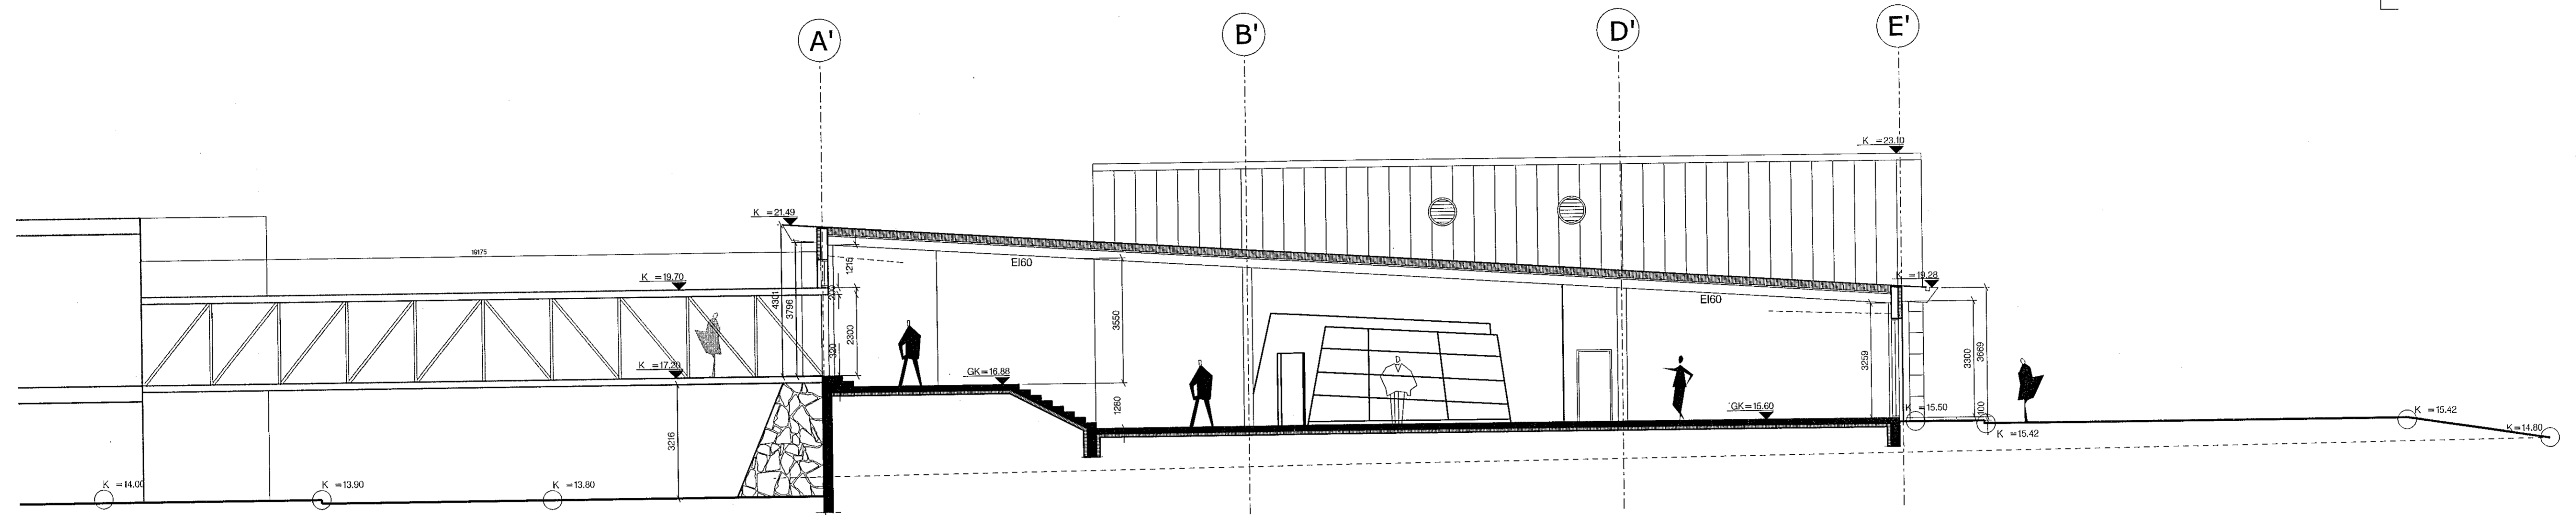 A'
B'
D'
E'
K =23.10
K =21.49
19175
K =19.70
1215
EI60
EI60
K =19.28
4301
3796
200
2300
320
3550
3259
3300
3669
K =17.20
GK=16.88
1280
GK=15.60
K =15.50
100
K =15.42
K =15.42
K=14.80
3216
K =14.00
K =13.90
K =13.80